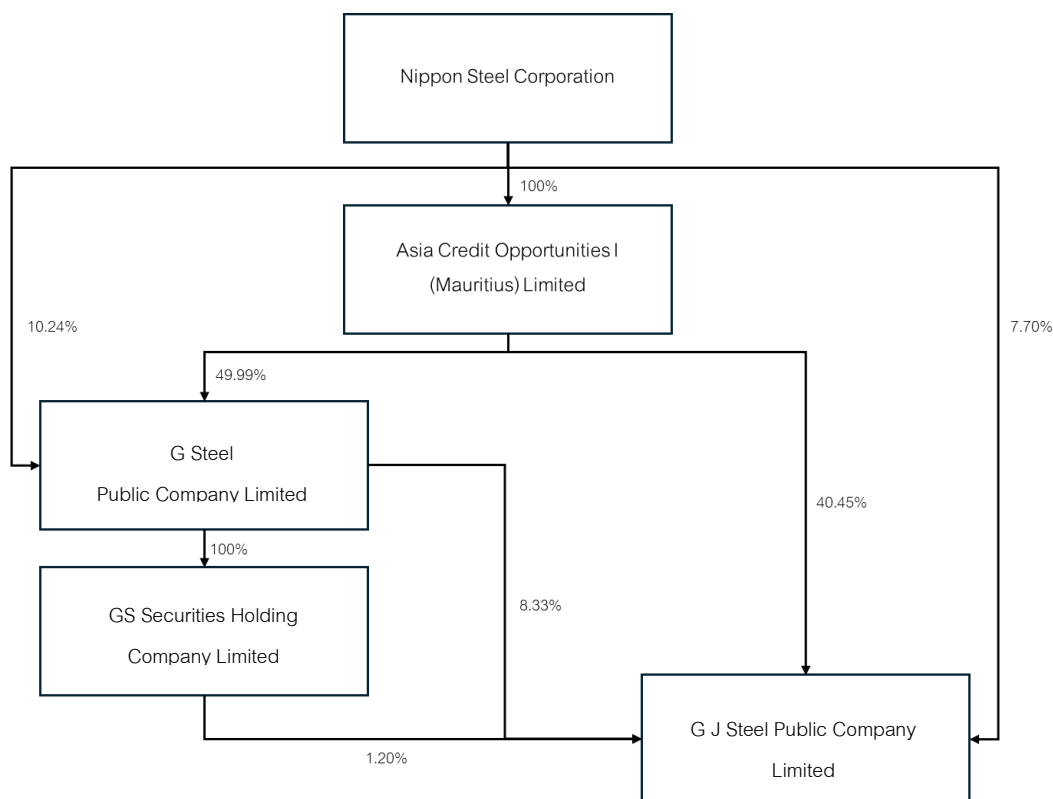 Nippon Steel Corporation
100%
Asia Credit Opportunities I
(Mauritius) Limited
10.24%
7.70%
49.99%
G Steel
Public Company Limited
40.45%
100%
8.33%
GS Securities Holding
Company Limited
G J Steel Public Company
Limited
1.20%